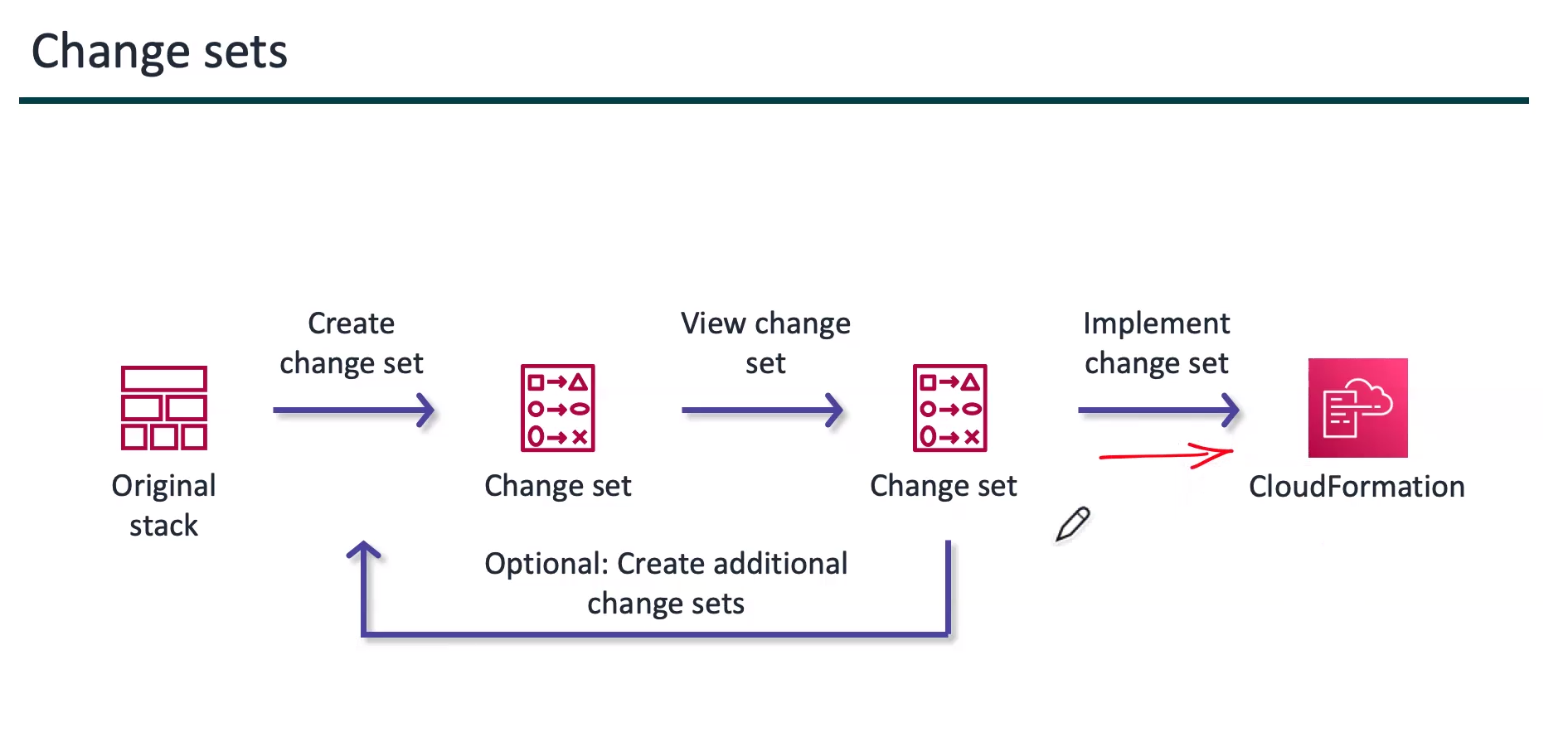 Change sets
Create
change set
View change
set
Implement
change set
Original
stack
Change set
Change set
CloudFormation
Optional: Create additional
change sets